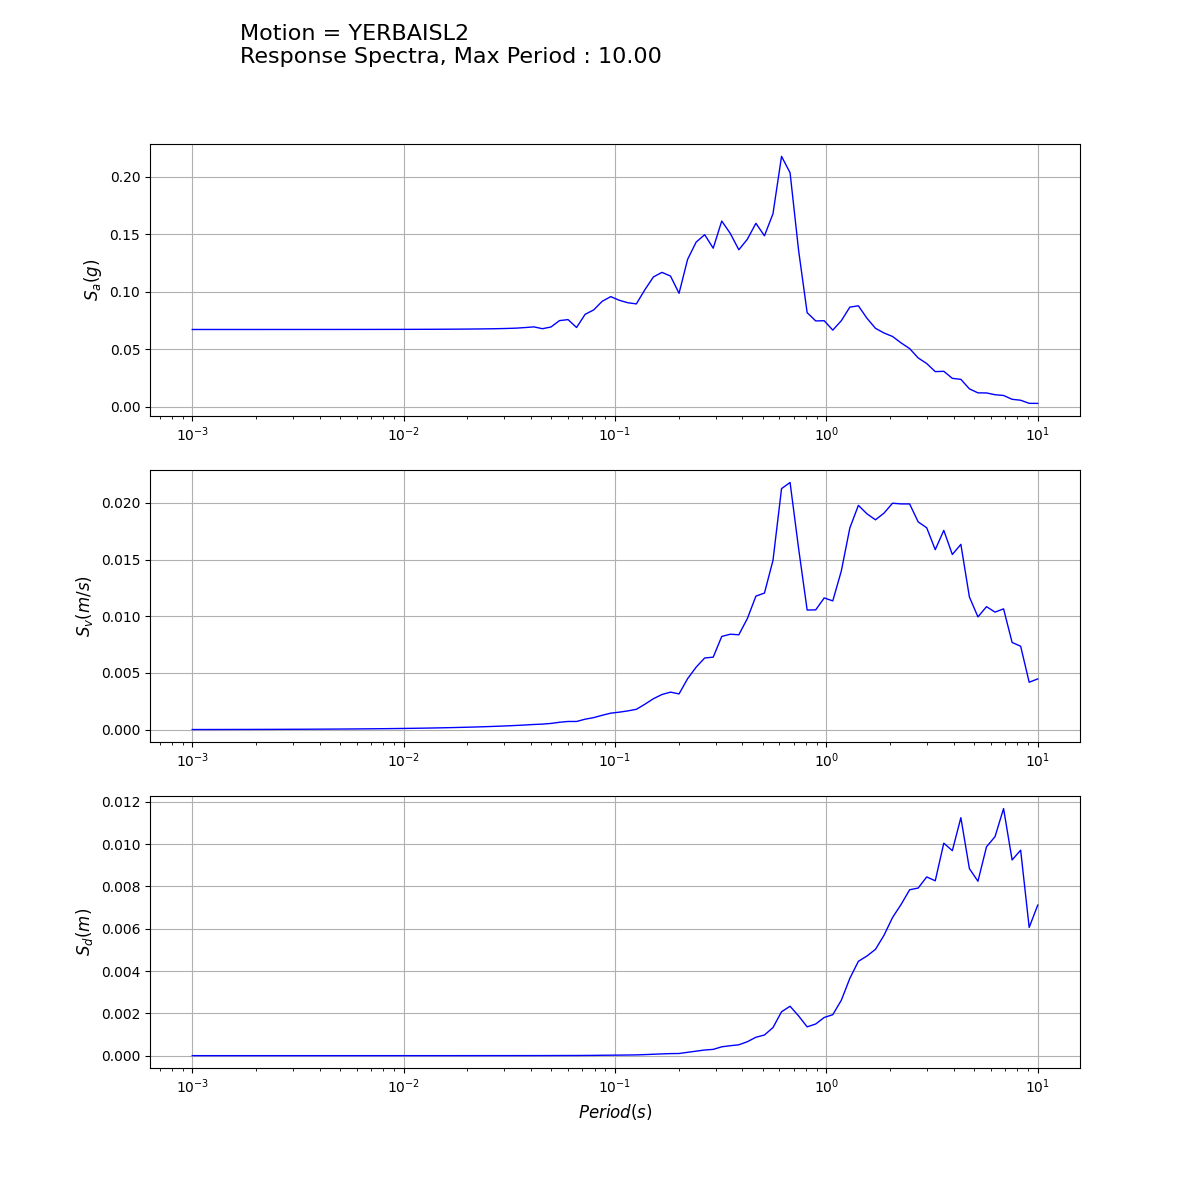 Motion = YERBAISL2
Response Spectra, Max Period : 10.00
0.20
0.15
0.10
0.05
0.00
S_a(g)
10^-3 10^-2 10^-1 10^0 10^1
0.020
0.015
0.010
0.005
0.000
S_v(m/s)
10^-3 10^-2 10^-1 10^0 10^1
0.012
0.010
0.008
0.006
0.004
0.002
0.000
S_d(m)
10^-3 10^-2 10^-1 10^0 10^1
Period(s)